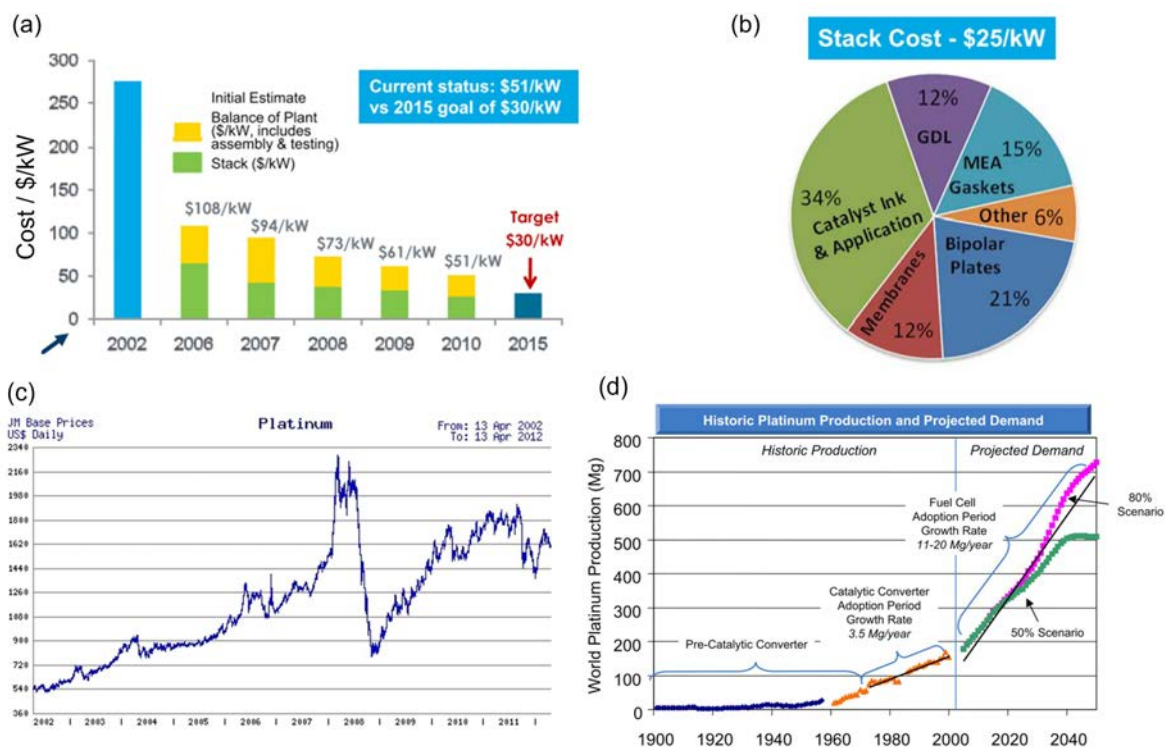 (a)
300
250
200
150
100
50
0
Cost / $/kW
Current status: $51/kW
vs 2015 goal of $30/kW
Initial Estimate
Balance of Plant
($/kW, includes
assembly & testing)
Stack ($/kW)
$108/kW
$94/kW
$73/kW
$61/kW
$51/kW
Target
$30/kW
2002 2006 2007 2008 2009 2010 2015
(b)
Stack Cost - $25/kW
12%
GDL
15%
MEA
Gaskets
Other 6%
Bipolar
Plates
21%
Membranes
12%
34%
Catalyst Ink
& Application
(c)
JM Base Prices
US$ Daily
Platinum
From: 13 Apr 2002
To: 13 Apr 2012
2340
2160
1980
1800
1620
1440
1260
1080
900
720
540
360
2002 2003 2004 2005 2006 2007 2008 2009 2010 2011
(d)
Historic Platinum Production and Projected Demand
800
700
600
500
400
300
200
100
0
World Platinum Production (Mg)
Historic Production
Projected Demand
Fuel Cell
Adoption Period
Growth Rate
11-20 Mg/year
80%
Scenario
Catalytic Converter
Adoption Period
Growth Rate
3.5 Mg/year
Pre-Catalytic Converter
50% Scenario
1900 1920 1940 1960 1980 2000 2020 2040